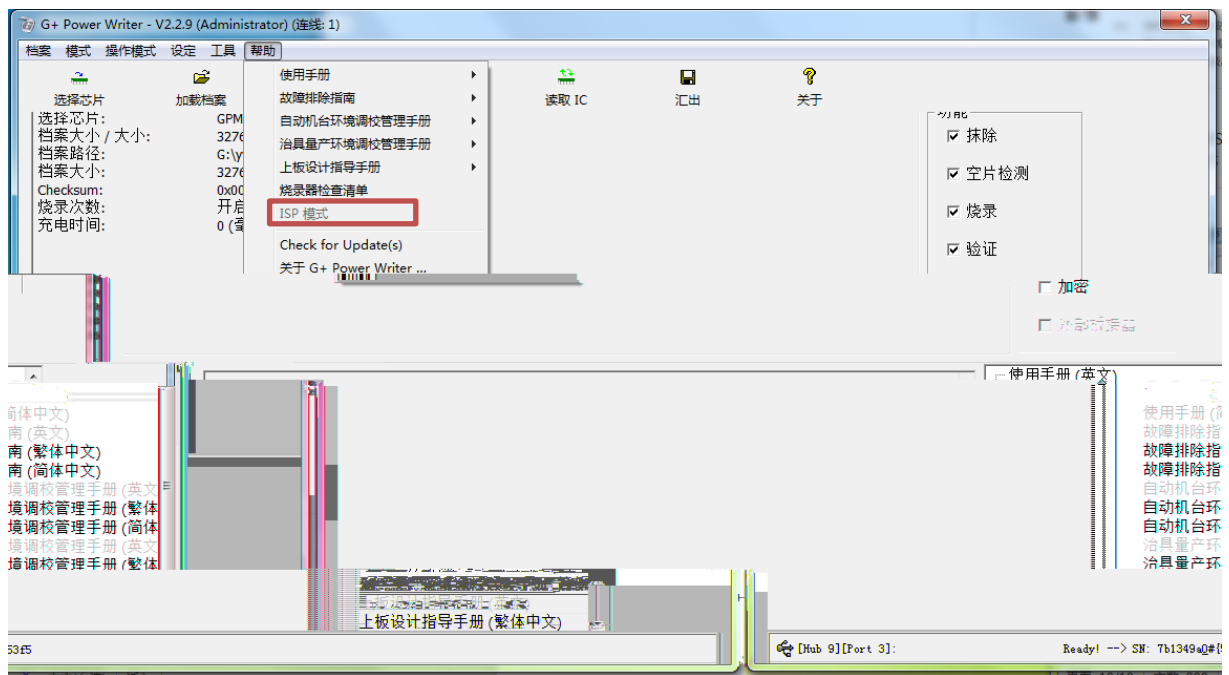 G+ Power Writer - V2.2.9 (Administrator) (连线: 1)
档案 模式 操作模式 设定 工具 帮助
选择芯片 加载档案 读取 IC 汇出 关于
使用手册
故障排除指南
自动机台环境调校管理手册
治具量产环境调校管理手册
上板设计指导手册
烧录器检查清单
ISP 模式
Check for Update(s)
关于 G+ Power Writer ...
选择芯片: GPM
档案大小 / 大小: 3276
档案路径: G:\y
档案大小: 3276
Checksum: 0x00
烧录次数: 开启
充电时间: 0 (毫
功能
抹除
空片检测
烧录
验证
加密
使用手册 (英文)
简体中文)
南 (英文)
南 (繁体中文)
南 (简体中文)
境调校管理手册 (英文
境调校管理手册 (繁体
境调校管理手册 (简体
境调校管理手册 (英文
境调校管理手册 (繁体
使用手册 (简
故障排除指
故障排除指
故障排除指
自动机台环
自动机台环
自动机台环
治具量产环
治具量产环
上板设计指导手册 (英文)
上板设计指导手册 (繁体中文)
53f5
[Hub 9][Port 3]: Ready! --> SN: 7b1349a0#{